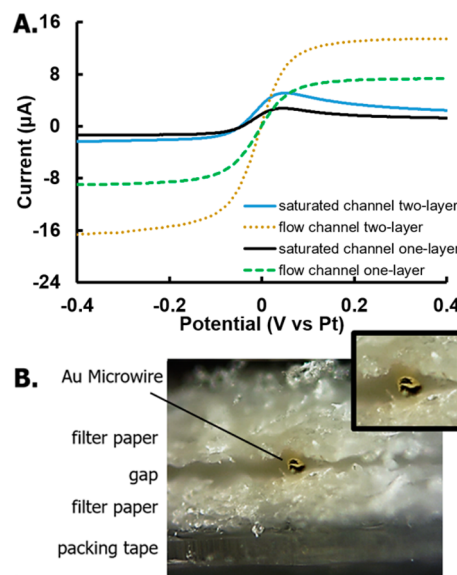 A.
16
8
0
-8
-16
-24
Current (µA)
saturated channel two-layer
flow channel two-layer
saturated channel one-layer
flow channel one-layer
-0.4
-0.2
0
0.2
0.4
Potential (V vs Pt)
B.
Au Microwire
filter paper
gap
filter paper
packing tape